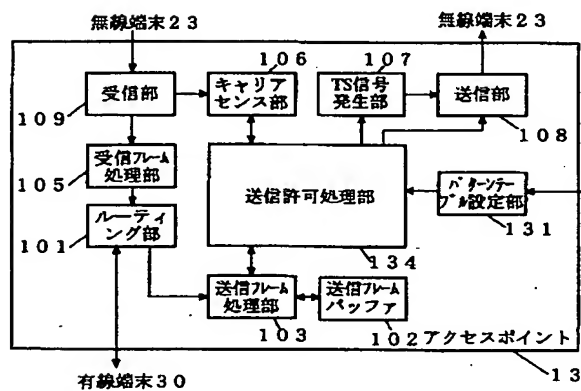 無線端末23
無線端末23
106
107
受信部
キャリア
センス部
TS信号
発生部
送信部
109
108
受信フレーム
処理部
105
送信許可処理部
パターンテー
ブル設定部
131
ルーティ
ング部
101
134
送信フレーム
処理部
送信フレーム
バッファ
103
102アクセスポイント
13
有線端末30